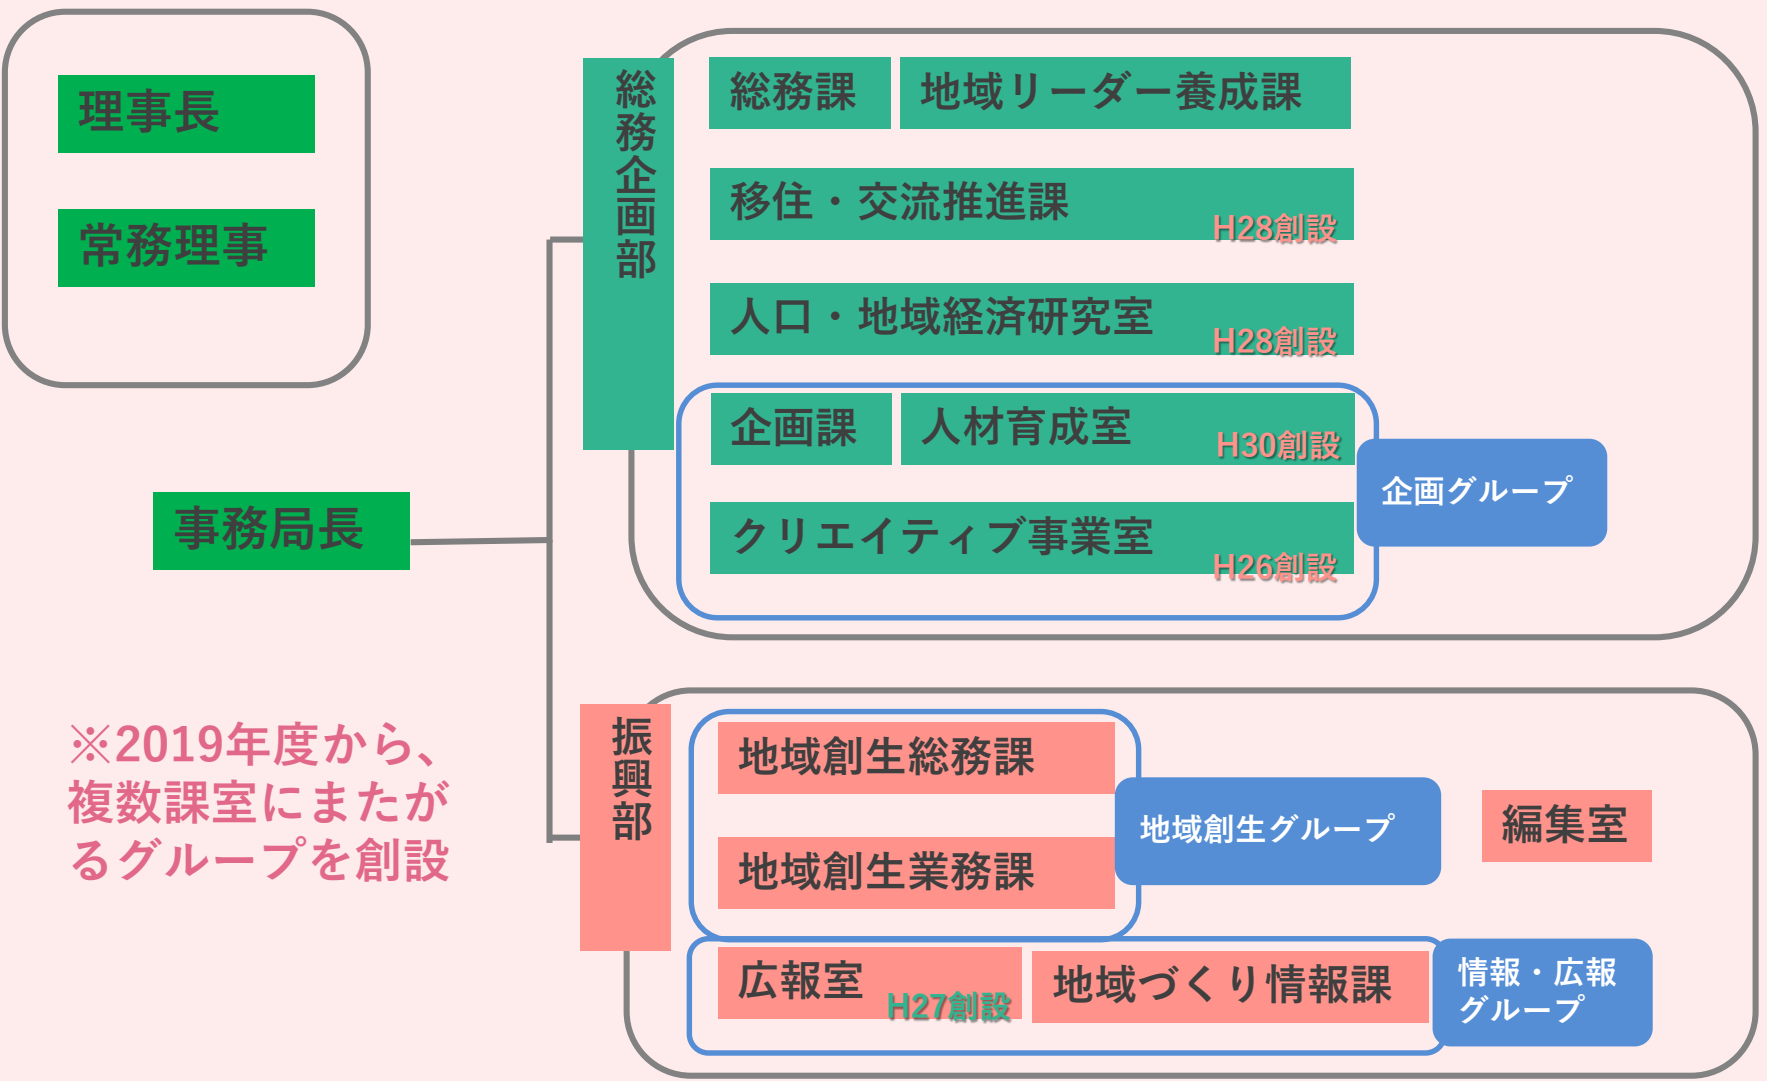 理事長
常務理事
事務局長
※2019年度から、
複数課室にまたが
るグループを創設
総務企画部
総務課
地域リーダー養成課
移住・交流推進課
H28創設
人口・地域経済研究室
H28創設
企画課
人材育成室
H30創設
クリエイティブ事業室
H26創設
企画グループ
振興部
地域創生総務課
地域創生業務課
地域創生グループ
編集室
広報室
H27創設
地域づくり情報課
情報・広報
グループ